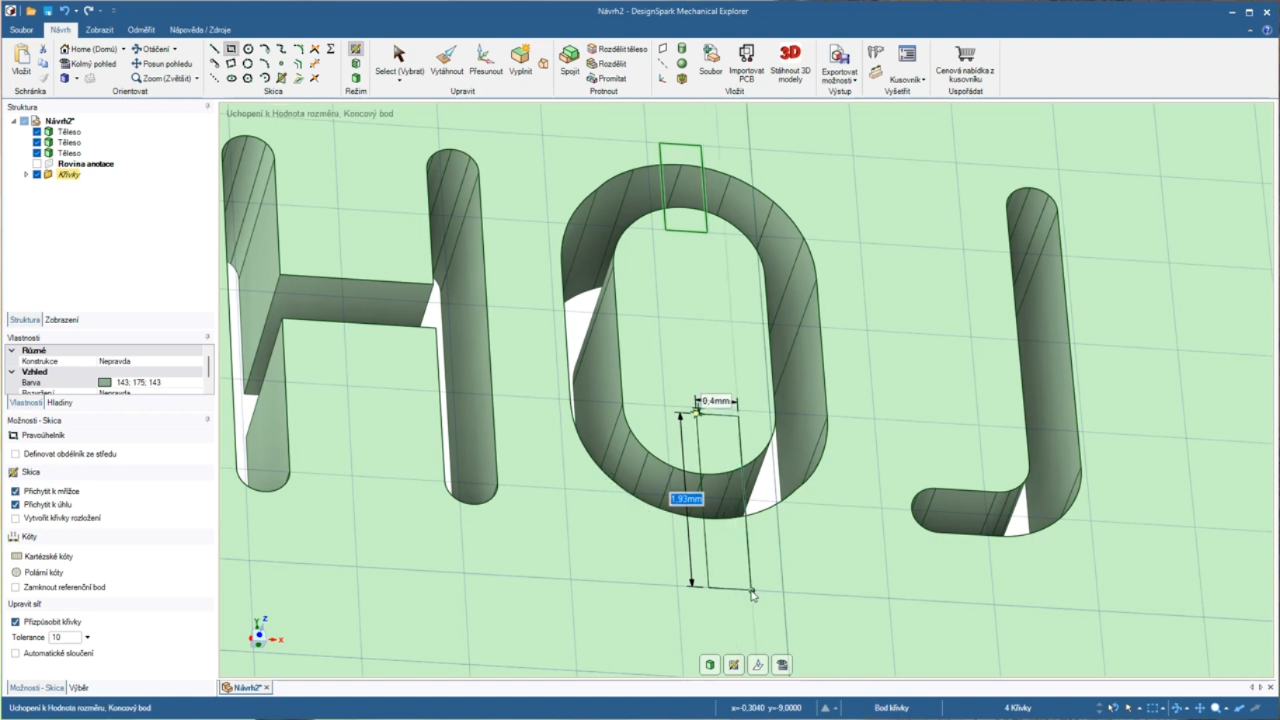 Návrh2 - DesignSpark Mechanical Explorer
Soubor Návrh Zobrazit Odměřit Nápověda / Zdroje
Vložit
Home (Domů) Otáčení
Kolmý pohled Posun pohledu
Zoom (Zvětšit)
Select (Vybrat) Vytáhnout Přesunout Vyplnit
Spojit
Rozdělit těleso
Rozdělit
Promítat
Soubor Importovat PCB
3D
Stáhnout 3D modely
Exportovat možnosti
Kusovník
Cenová nabídka z kusovníku
Schránka Orientovat Skica Režim Upravit Protnout Vložit Výstup Vyšetřit Uspořádat
Struktura
Návrh2*
Těleso
Těleso
Těleso
Rovina anotace
Křivky
Struktura Zobrazení
Vlastnosti
Různé
Konstrukce Nepravda
Vzhled
Barva 143; 175; 143
Vlastnosti Hladiny
Možnosti - Skica
Pravoúhelník
Definovat obdélník ze středu
Skica
Přichytit k mřížce
Přichytit k úhlu
Vytvořit křivky rozložení
Kóty
Kartézské kóty
Polární kóty
Zamknout referenční bod
Upravit síť
Přizpůsobit křivky
Tolerance 10
Automatické sloučení
Možnosti - Skica Výběr
Uchopení k Hodnota rozměru, Koncový bod
0.4mm
1.93mm
Y Z
X
Návrh2*
Uchopení k Hodnota rozměru, Koncový bod x=-0,3040 y=-9,0000 Bod křivky 4 Křivky